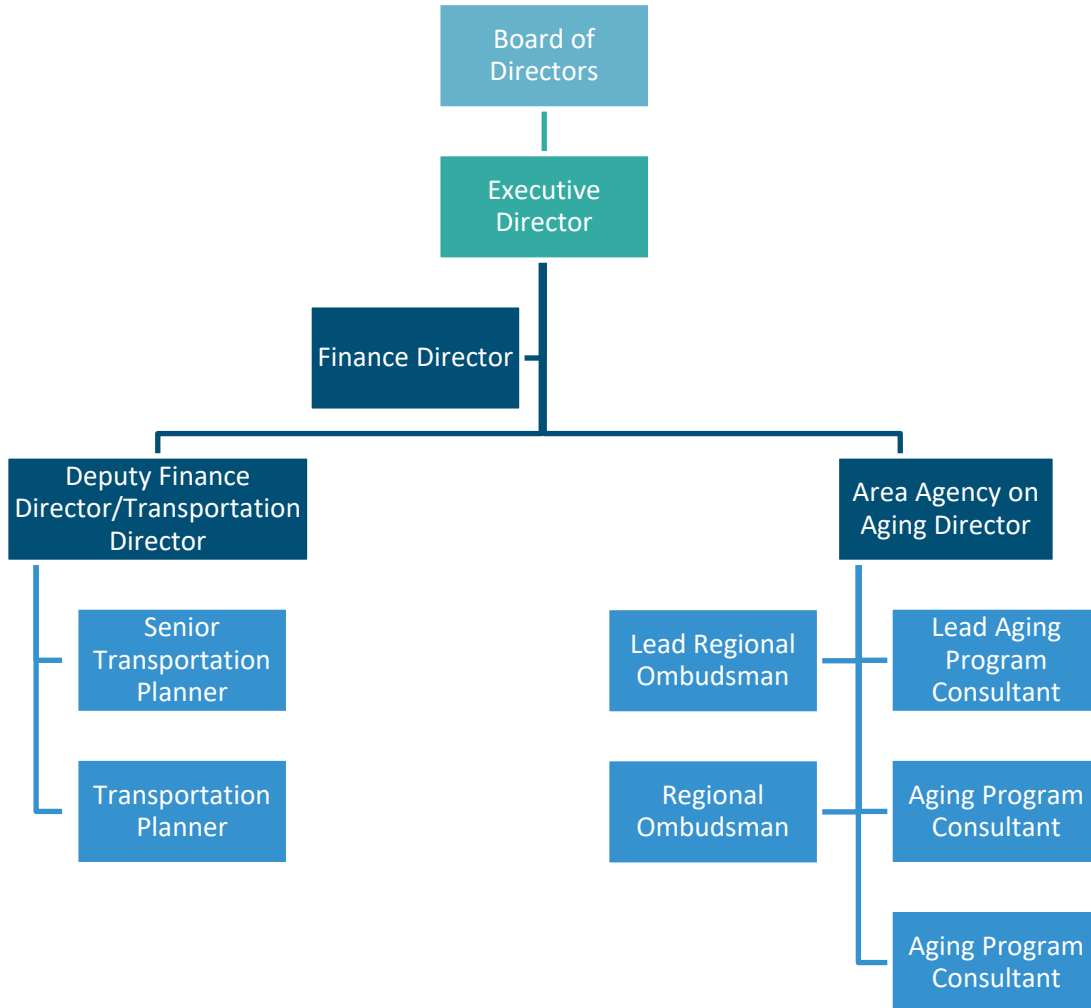 Board of
Directors
Executive
Director
Finance Director
Deputy Finance
Director/Transportation
Director
Area Agency on
Aging Director
Senior
Transportation
Planner
Lead Regional
Ombudsman
Lead Aging
Program
Consultant
Transportation
Planner
Regional
Ombudsman
Aging Program
Consultant
Aging Program
Consultant